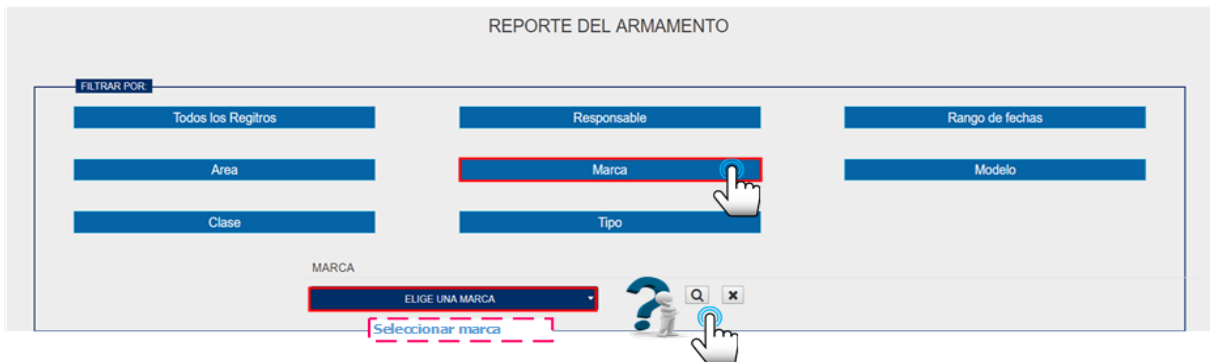 REPORTE DEL ARMAMENTO
FILTRAR POR:
Todos los Regitros
Responsable
Rango de fechas
Area
Marca
Modelo
Clase
Tipo
MARCA
ELIGE UNA MARCA
Seleccionar marca